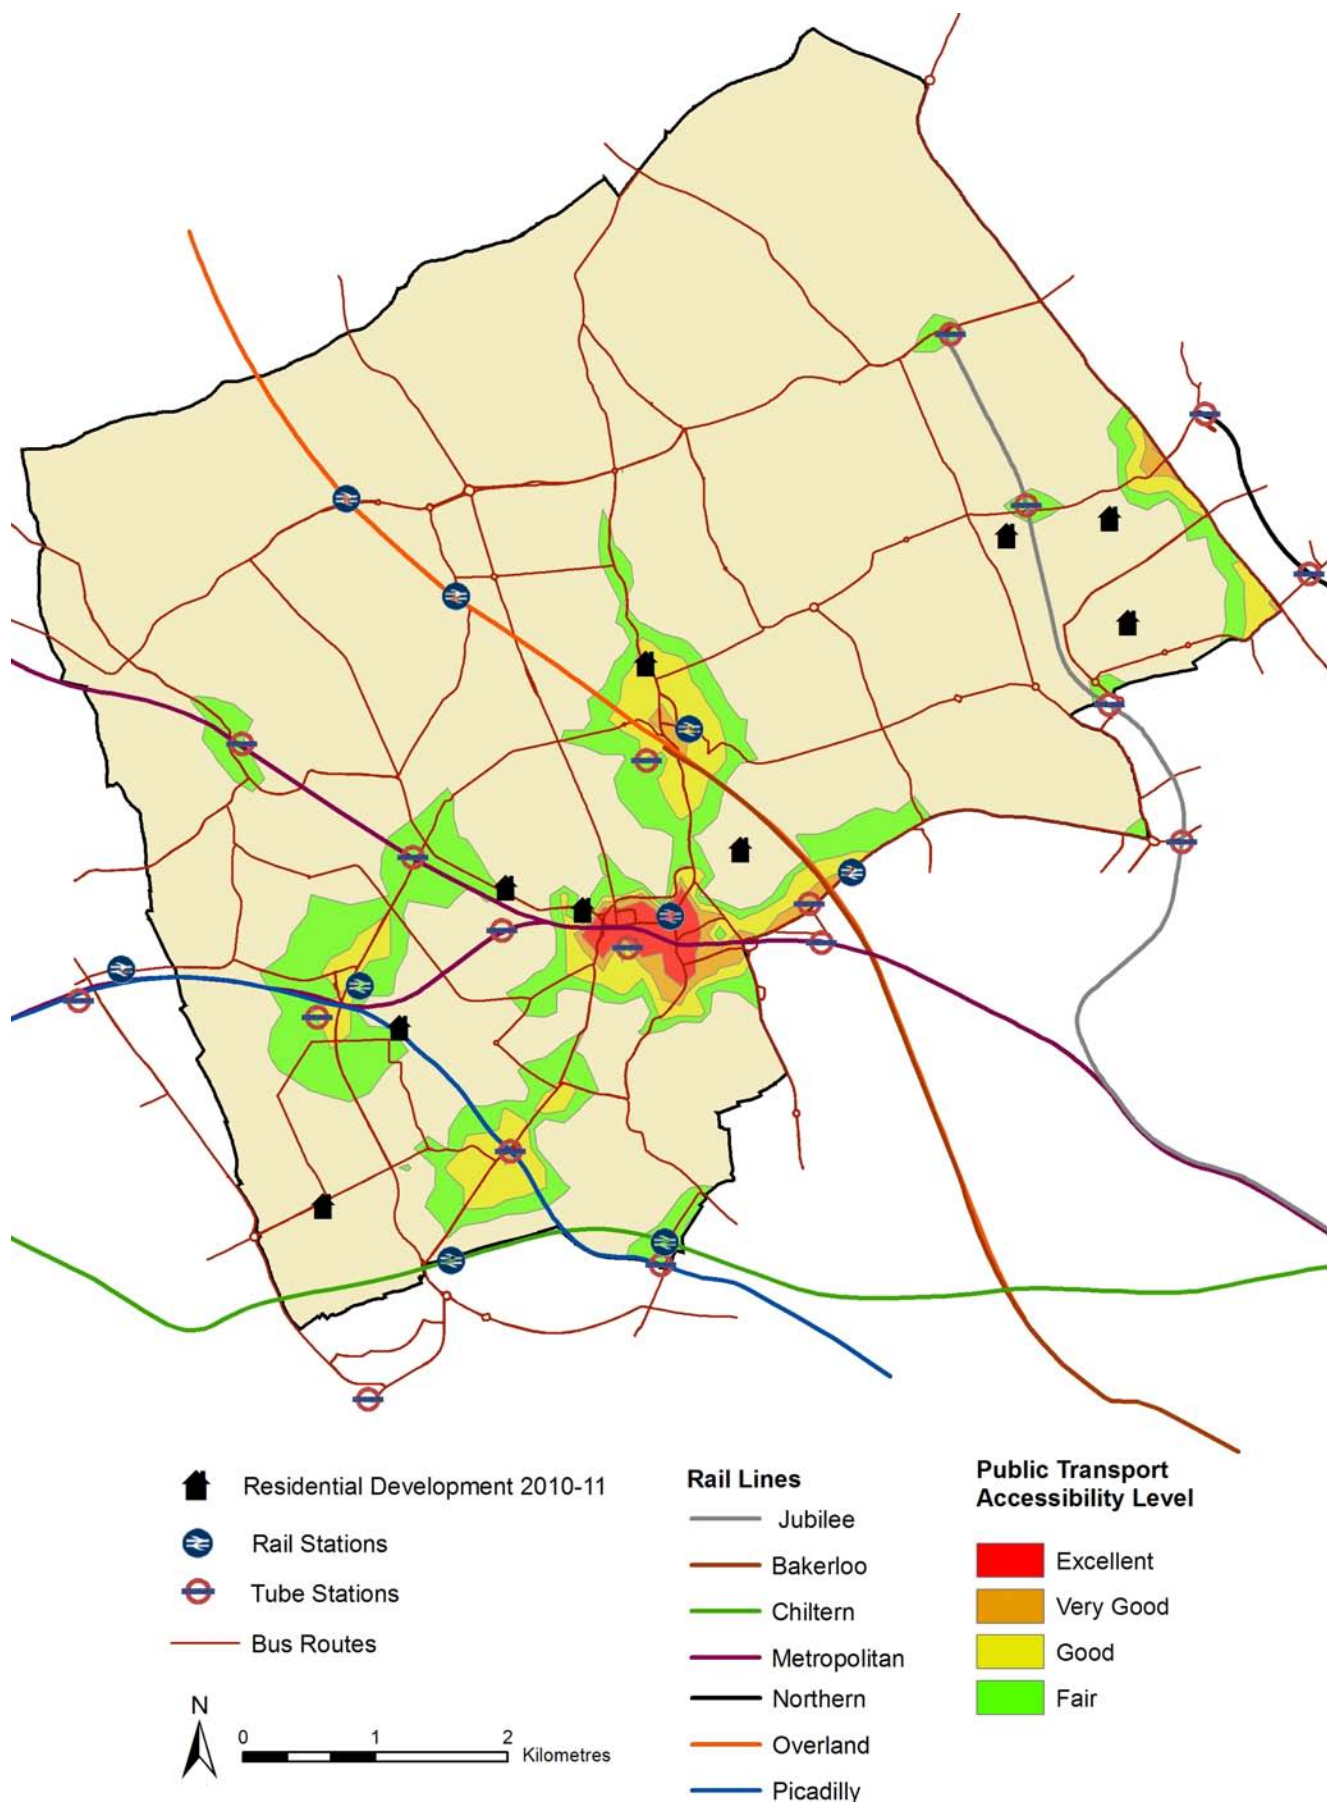 Residential Development 2010-11
Rail Stations
Tube Stations
Bus Routes
N
0 1 2
Kilometres
Rail Lines
Jubilee
Bakerloo
Chiltern
Metropolitan
Northern
Overland
Picadilly
Public Transport
Accessibility Level
Excellent
Very Good
Good
Fair